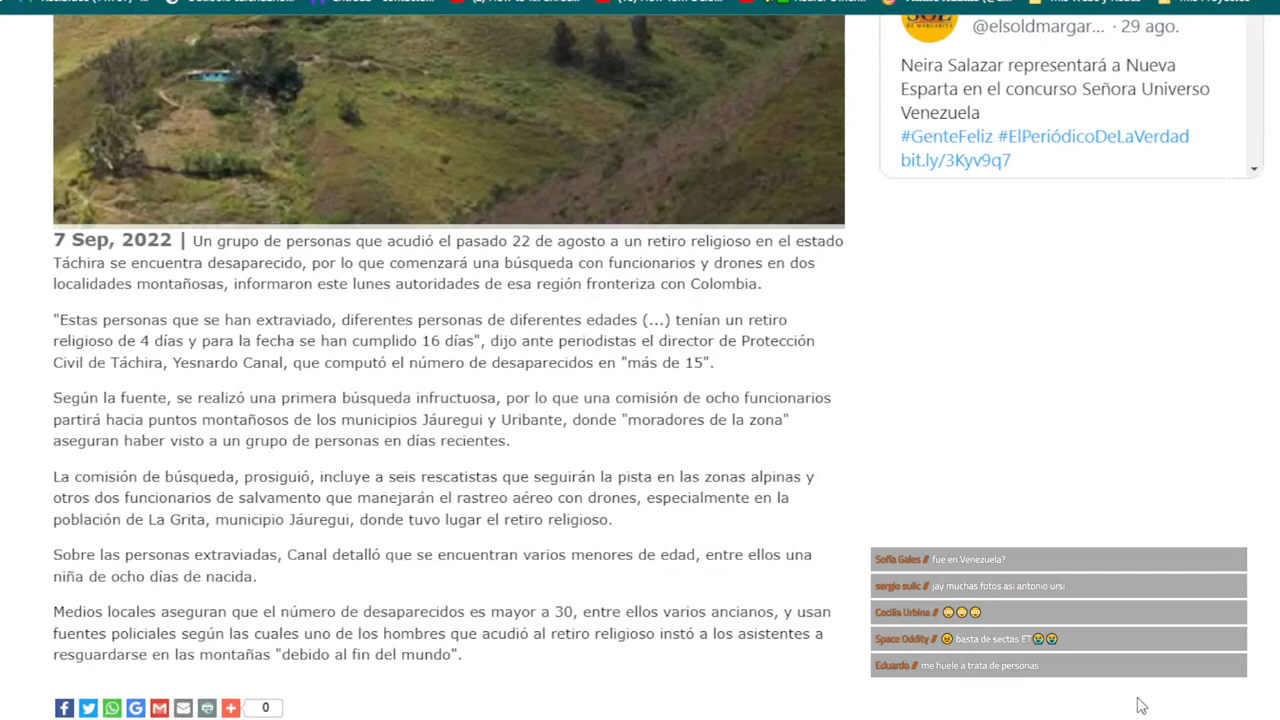 @elsoldmargar... · 29 ago.
Neira Salazar representará a Nueva
Esparta en el concurso Señora Universo
Venezuela
#GenteFeliz #ElPeriódicoDeLaVerdad
bit.ly/3Kyv9q7
7 Sep, 2022 | Un grupo de personas que acudió el pasado 22 de agosto a un retiro religioso en el estado
Táchira se encuentra desaparecido, por lo que comenzará una búsqueda con funcionarios y drones en dos
localidades montañosas, informaron este lunes autoridades de esa región fronteriza con Colombia.
"Estas personas que se han extraviado, diferentes personas de diferentes edades (...) tenían un retiro
religioso de 4 días y para la fecha se han cumplido 16 días", dijo ante periodistas el director de Protección
Civil de Táchira, Yesnardo Canal, que computó el número de desaparecidos en "más de 15".
Según la fuente, se realizó una primera búsqueda infructuosa, por lo que una comisión de ocho funcionarios
partirá hacia puntos montañosos de los municipios Jáuregui y Uribante, donde "moradores de la zona"
aseguran haber visto a un grupo de personas en días recientes.
La comisión de búsqueda, prosiguió, incluye a seis rescatistas que seguirán la pista en las zonas alpinas y
otros dos funcionarios de salvamento que manejarán el rastreo aéreo con drones, especialmente en la
población de La Grita, municipio Jáuregui, donde tuvo lugar el retiro religioso.
Sobre las personas extraviadas, Canal detalló que se encuentran varios menores de edad, entre ellos una
niña de ocho días de nacida.
Medios locales aseguran que el número de desaparecidos es mayor a 30, entre ellos varios ancianos, y usan
fuentes policiales según las cuales uno de los hombres que acudió al retiro religioso instó a los asistentes a
resguardarse en las montañas "debido al fin del mundo".
0
Sofía Gales // fue en Venezuela?
sergio sulic // jay muchas fotos asi antonio ursi
Cecilia Urbina // 😳😳😳
Space Oddity // 😠 basta de sectas ET😭😭
Eduardo // me huele a trata de personas